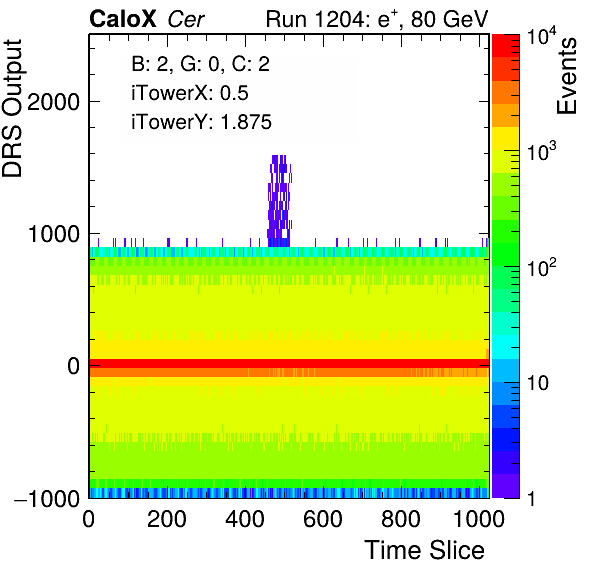 CaloX Cer Run 1204: e⁺, 80 GeV
B: 2, G: 0, C: 2
iTowerX: 0.5
iTowerY: 1.875
DRS Output
2000
1000
0
−1000
0 200 400 600 800 1000
Time Slice
Events
10⁴
10³
10²
10
1